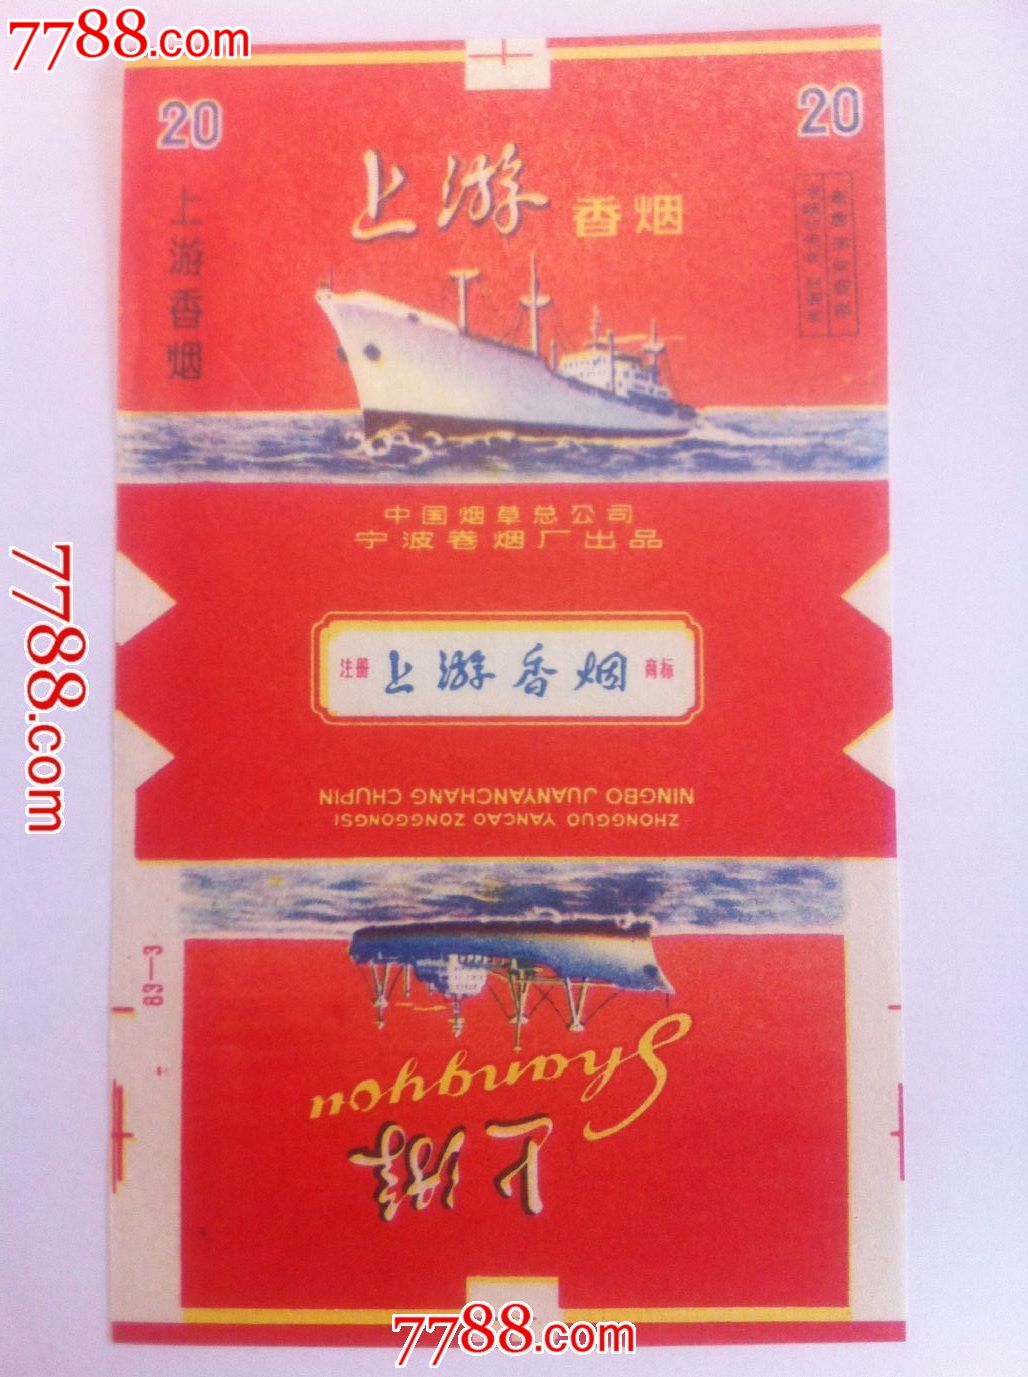 7788.com
20
20
上游香烟
上游 香烟
中国烟草总公司
宁波卷烟厂出品
7788.com
注册 上游香烟 商标
NINGBO JUANYANCHANG CHUPIN
ZHONGGUO YANCAO ZONGGONGSI
83—3
Shangyou
上游
7788.com